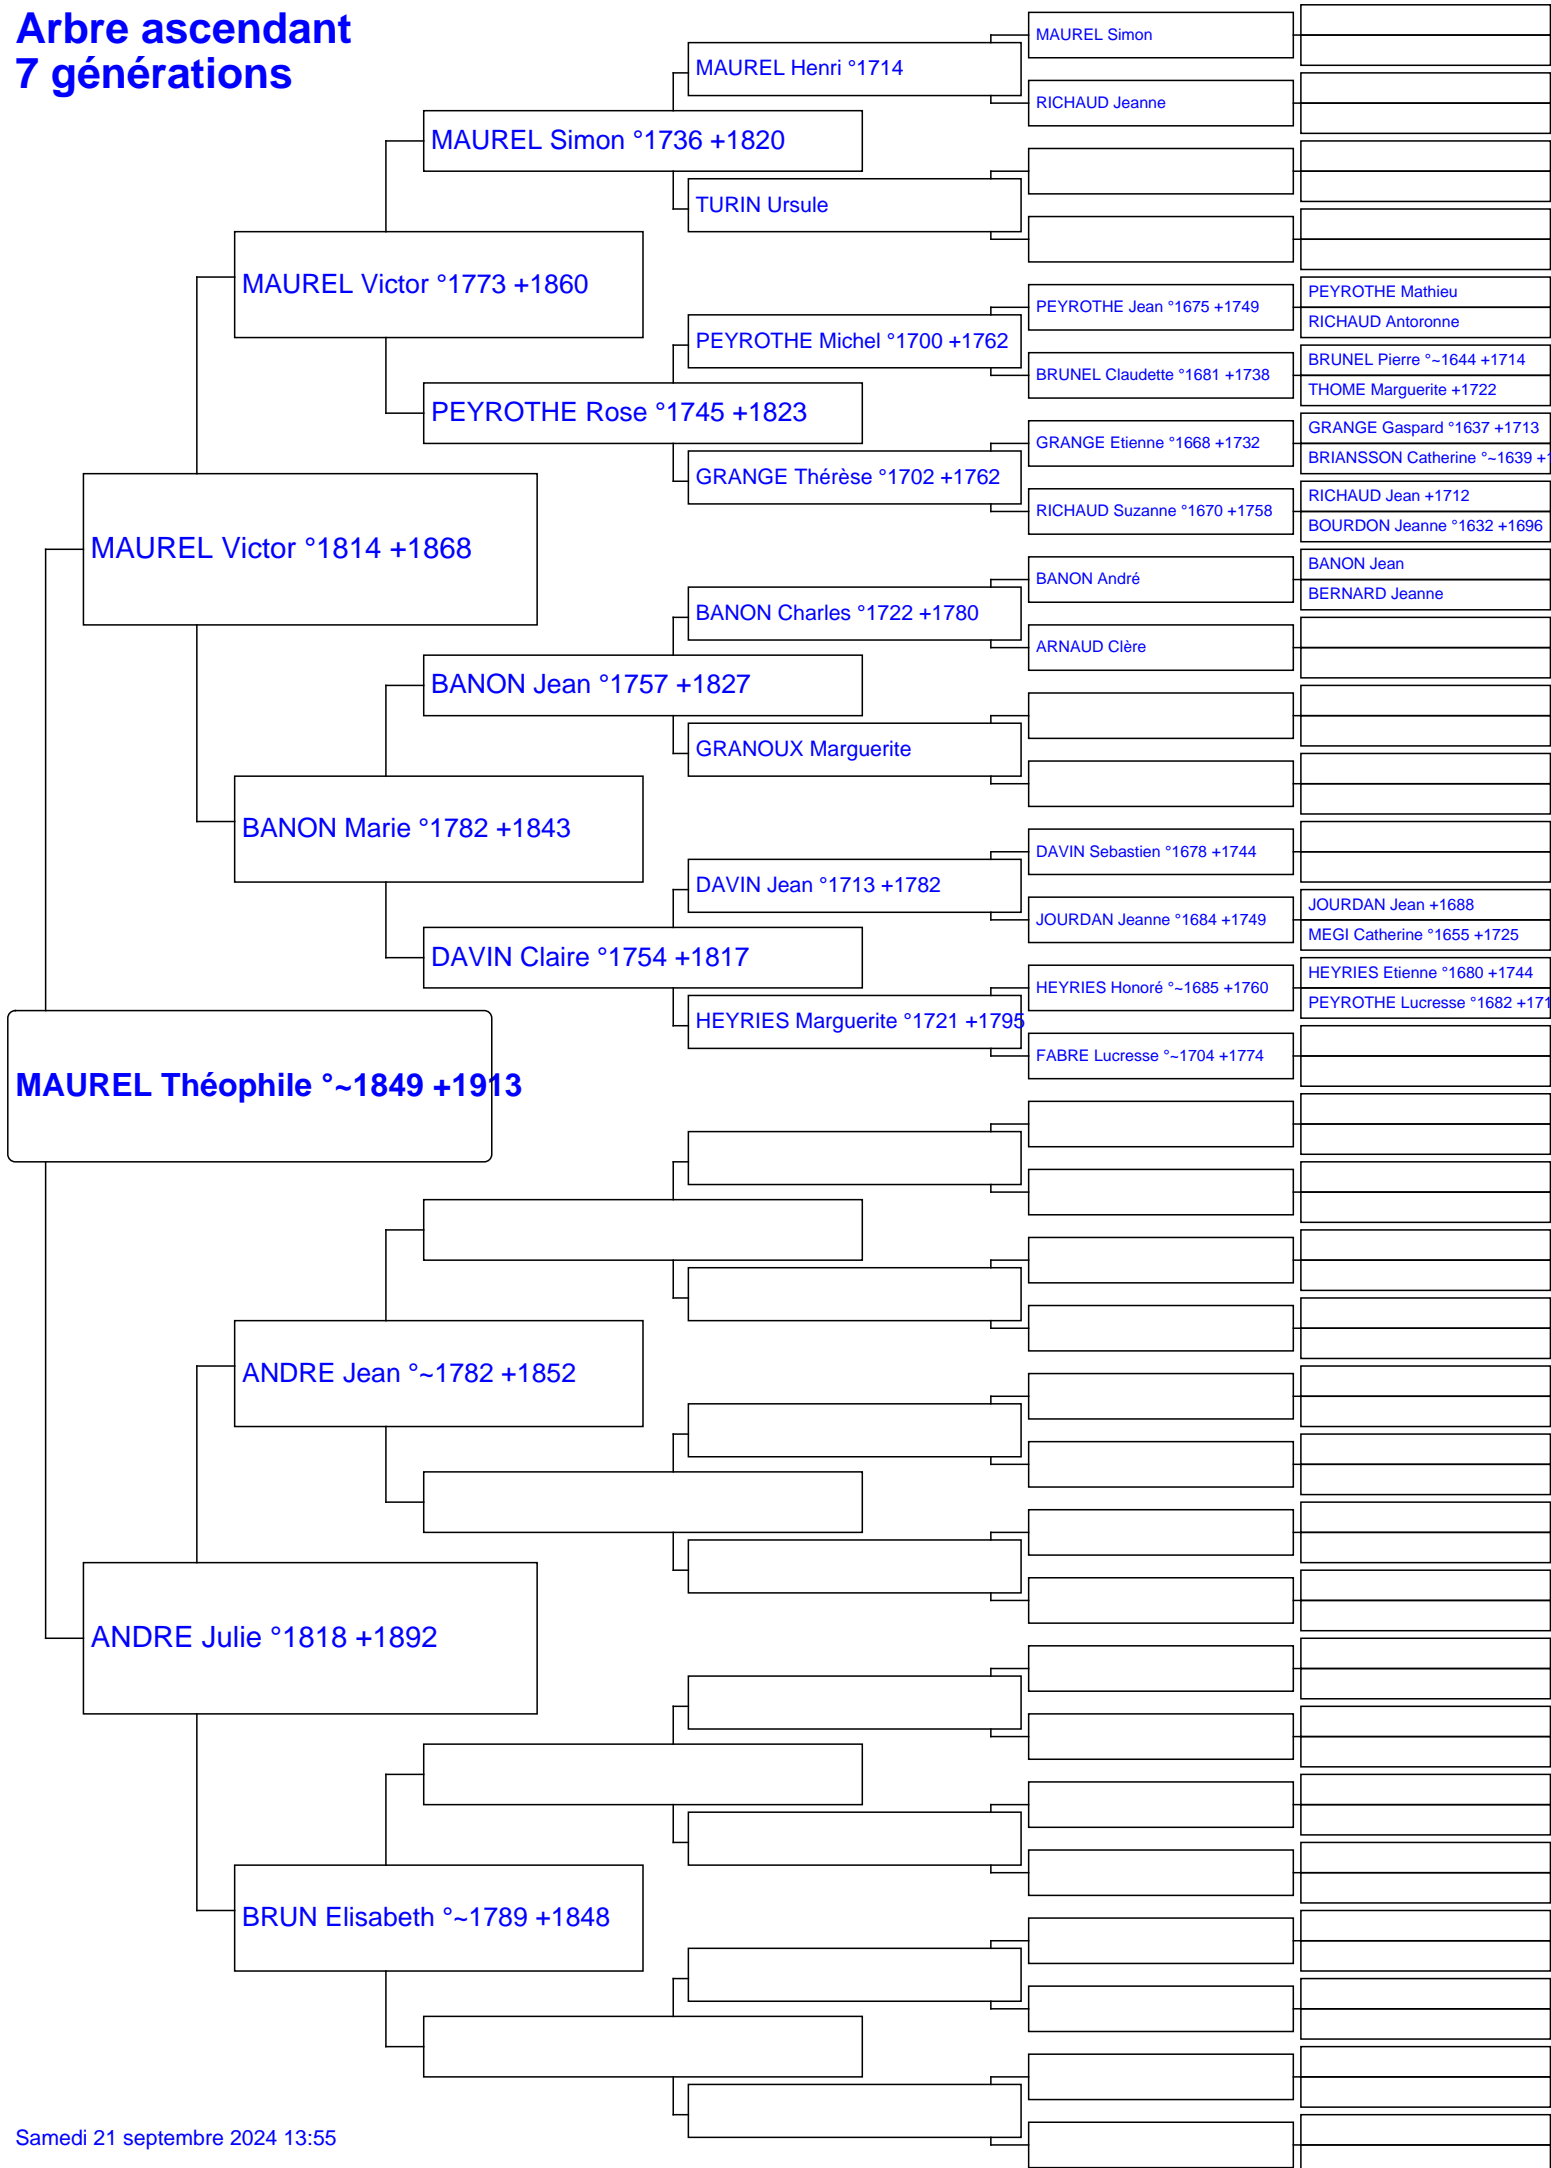 Arbre ascendant
7 générations
MAUREL Théophile °~1849 +1913
MAUREL Victor °1814 +1868
ANDRE Julie °1818 +1892
MAUREL Victor °1773 +1860
BANON Marie °1782 +1843
ANDRE Jean °~1782 +1852
BRUN Elisabeth °~1789 +1848
MAUREL Simon °1736 +1820
PEYROTHE Rose °1745 +1823
BANON Jean °1757 +1827
DAVIN Claire °1754 +1817
MAUREL Henri °1714
TURIN Ursule
PEYROTHE Michel °1700 +1762
GRANGE Thérèse °1702 +1762
BANON Charles °1722 +1780
GRANOUX Marguerite
DAVIN Jean °1713 +1782
HEYRIES Marguerite °1721 +1795
MAUREL Simon
RICHAUD Jeanne
PEYROTHE Jean °1675 +1749
BRUNEL Claudette °1681 +1738
GRANGE Etienne °1668 +1732
RICHAUD Suzanne °1670 +1758
BANON André
ARNAUD Clère
DAVIN Sebastien °1678 +1744
JOURDAN Jeanne °1684 +1749
HEYRIES Honoré °~1685 +1760
FABRE Lucresse °~1704 +1774
PEYROTHE Mathieu
RICHAUD Antoronne
BRUNEL Pierre °~1644 +1714
THOME Marguerite +1722
GRANGE Gaspard °1637 +1713
BRIANSSON Catherine °~1639 +1
RICHAUD Jean +1712
BOURDON Jeanne °1632 +1696
BANON Jean
BERNARD Jeanne
JOURDAN Jean +1688
MEGI Catherine °1655 +1725
HEYRIES Etienne °1680 +1744
PEYROTHE Lucresse °1682 +171
Samedi 21 septembre 2024 13:55